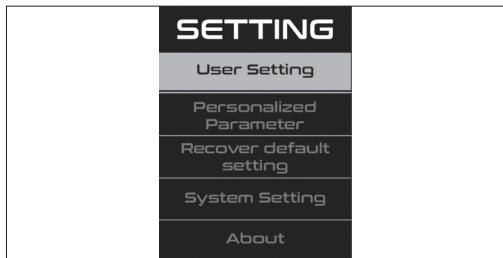 SETTING
User Setting
Personalized
Parameter
Recover default
setting
System Setting
About